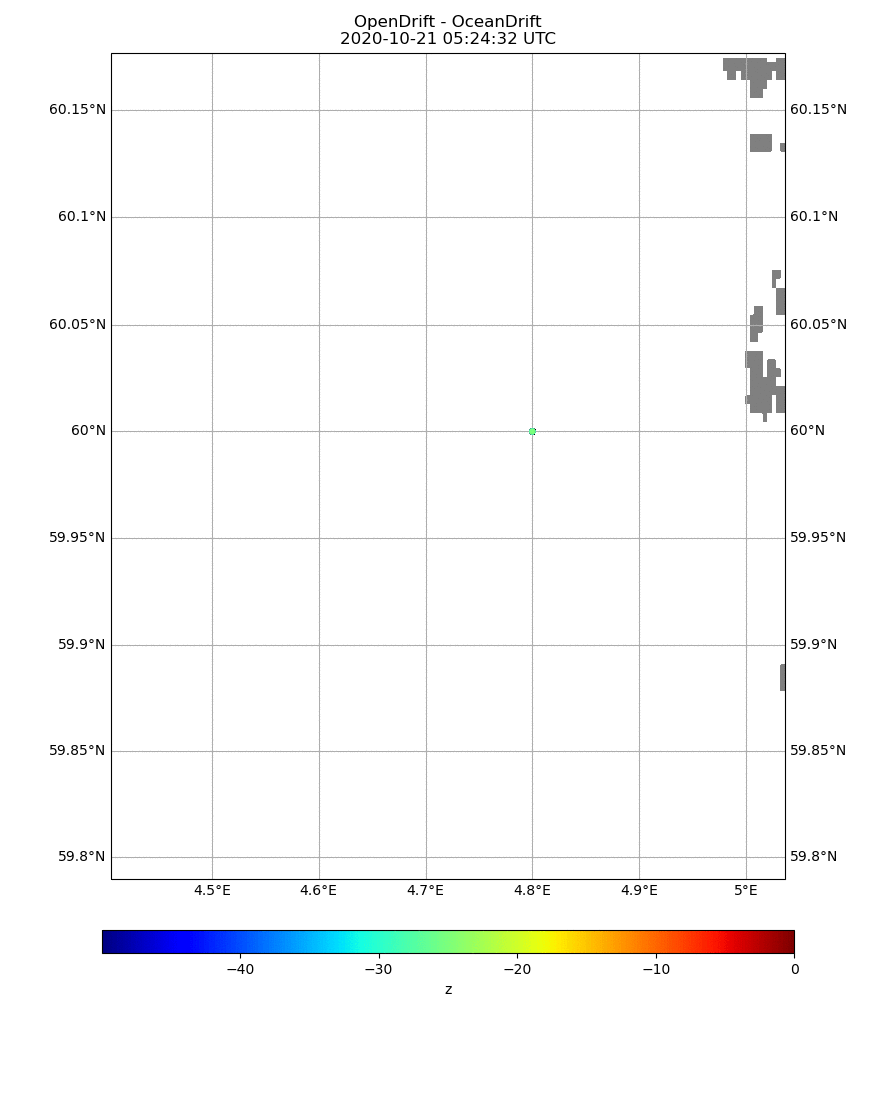 OpenDrift - OceanDrift
2020-10-21 05:24:32 UTC
60.15°N 60.15°N
60.1°N 60.1°N
60.05°N 60.05°N
60°N 60°N
59.95°N 59.95°N
59.9°N 59.9°N
59.85°N 59.85°N
59.8°N 59.8°N
4.5°E 4.6°E 4.7°E 4.8°E 4.9°E 5°E
−40 −30 −20 −10 0
z